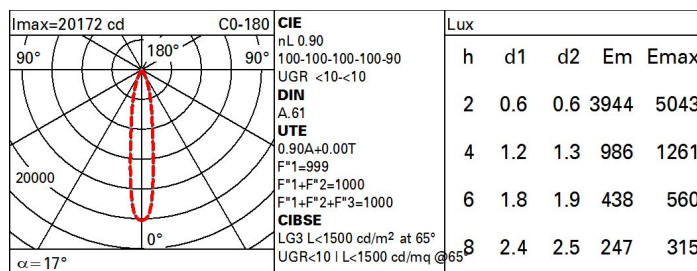 Imax=20172 cd C0-180
90° 180° 90°
20000
0°
α=17°
CIE
nL 0.90
100-100-100-100-90
UGR <10-<10
DIN
A.61
UTE
0.90A+0.00T
F"1=999
F"1+F"2=1000
F"1+F"2+F"3=1000
CIBSE
LG3 L<1500 cd/m² at 65°
UGR<10 | L<1500 cd/mq @65°
Lux
h d1 d2 Em Emax
2 0.6 0.6 3944 5043
4 1.2 1.3 986 1261
6 1.8 1.9 438 560
8 2.4 2.5 247 315